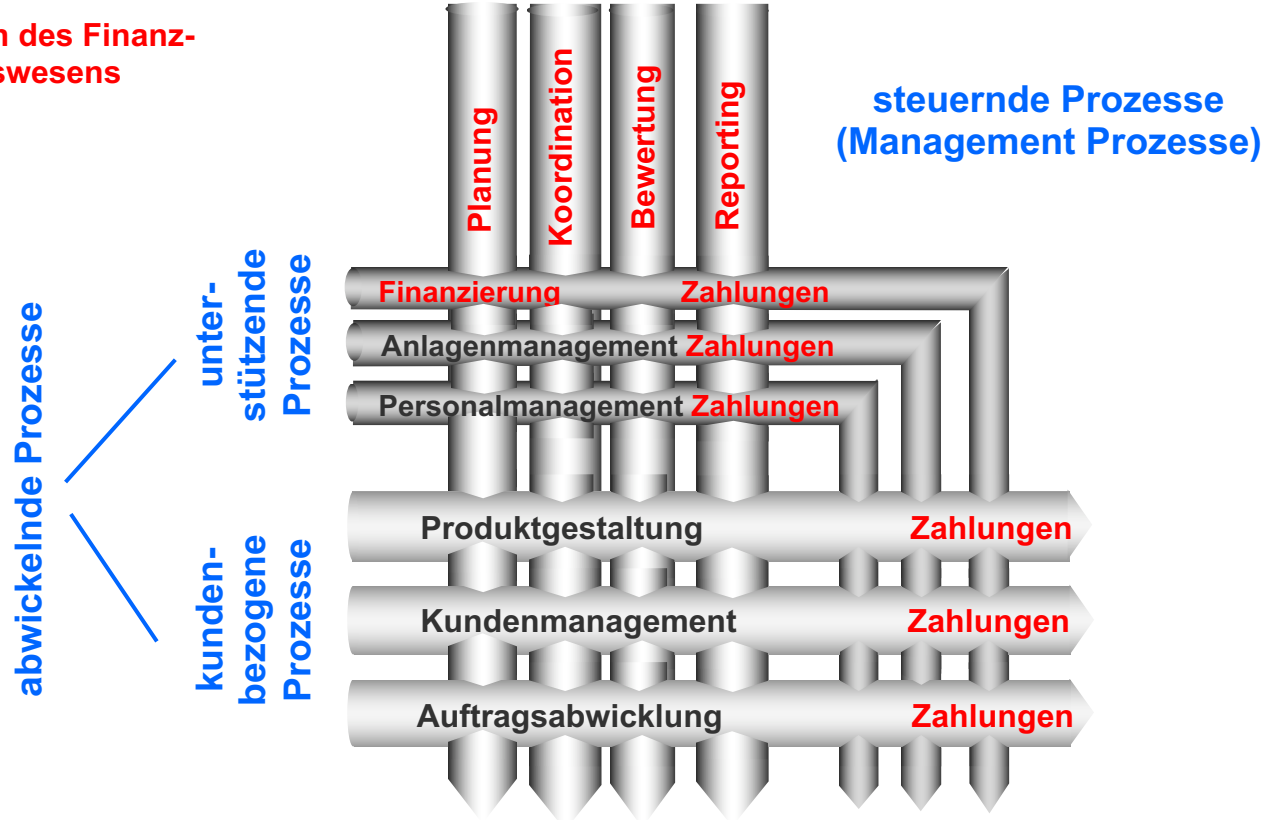 des Finanz-
steuernde Prozesse
(Management Prozesse)
Planung
Koordination
Bewertung
Reporting
abwickelnde Prozesse
unter-
stützende
Prozesse
Finanzierung Zahlungen
Anlagenmanagement Zahlungen
Personalmanagement Zahlungen
kunden-
bezogene
Prozesse
Produktgestaltung Zahlungen
Kundenmanagement Zahlungen
Auftragsabwicklung Zahlungen